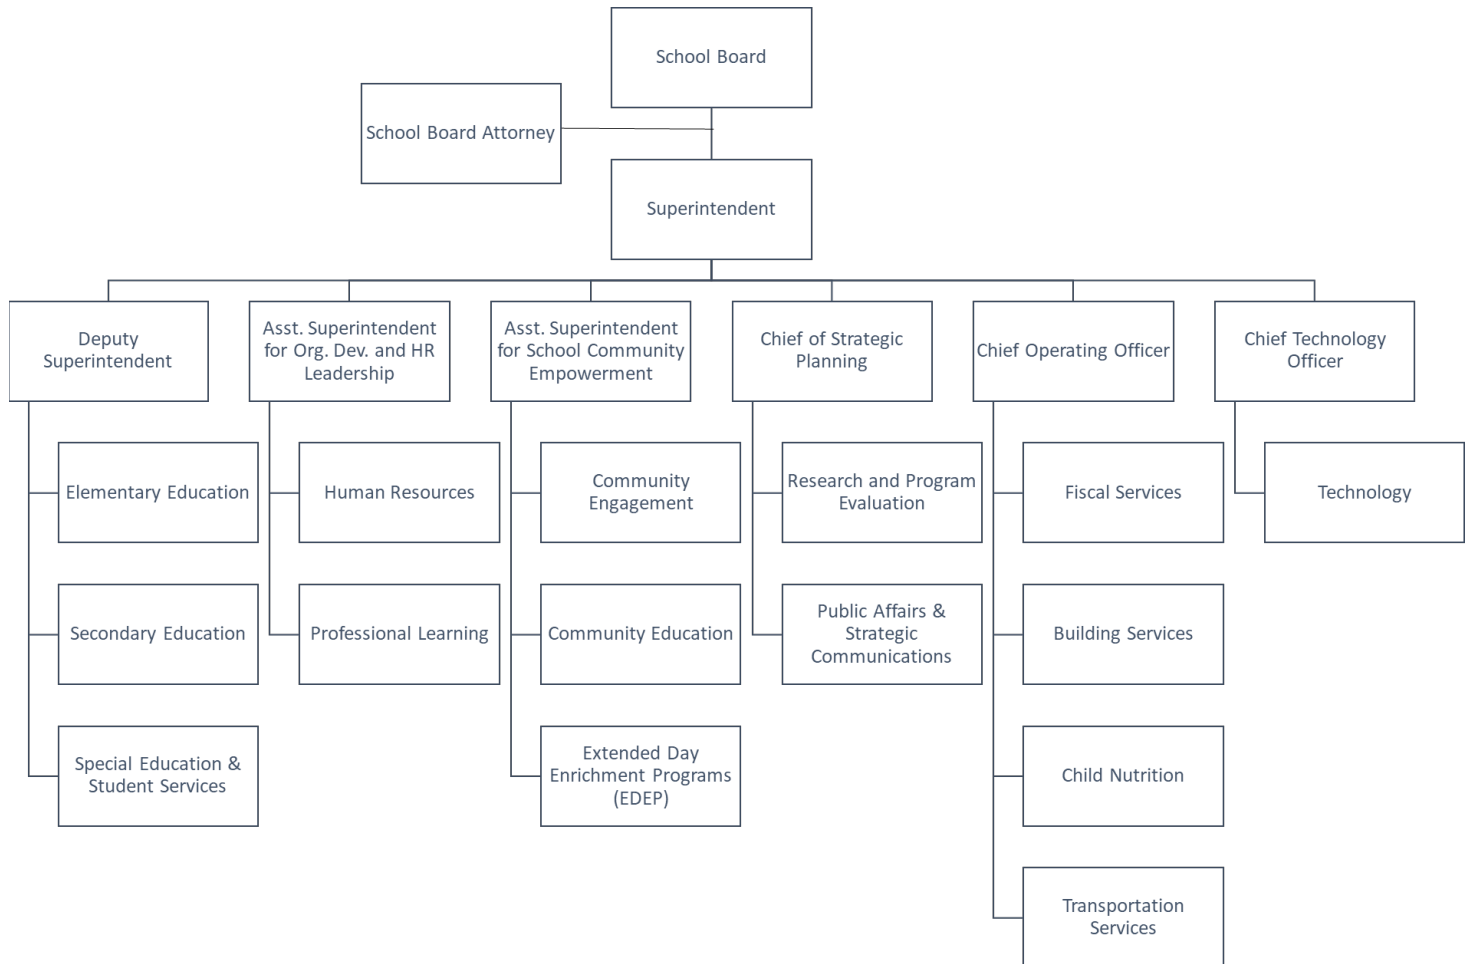 School Board
School Board Attorney
Superintendent
Deputy
Superintendent
Asst. Superintendent
for Org. Dev. and HR
Leadership
Asst. Superintendent
for School Community
Empowerment
Chief of Strategic
Planning
Chief Operating Officer
Chief Technology
Officer
Elementary Education
Human Resources
Community
Engagement
Research and Program
Evaluation
Fiscal Services
Technology
Secondary Education
Professional Learning
Community Education
Public Affairs &
Strategic
Communications
Building Services
Special Education &
Student Services
Extended Day
Enrichment Programs
(EDEP)
Child Nutrition
Transportation
Services